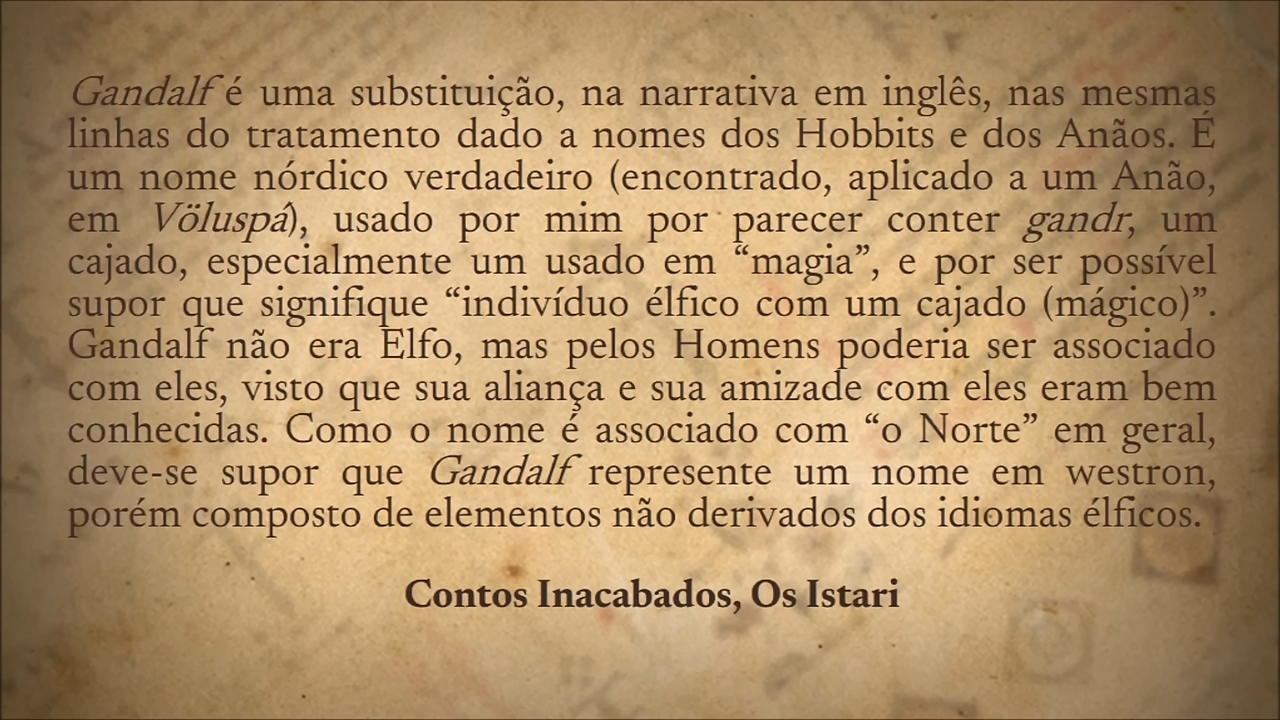 Gandalf é uma substituição, na narrativa em inglês, nas mesmas
linhas do tratamento dado a nomes dos Hobbits e dos Anãos. É
um nome nórdico verdadeiro (encontrado, aplicado a um Anão,
em Völuspá), usado por mim por parecer conter gandr, um
cajado, especialmente um usado em “magia”, e por ser possível
supor que signifique “indivíduo élfico com um cajado (mágico)”.
Gandalf não era Elfo, mas pelos Homens poderia ser associado
com eles, visto que sua aliança e sua amizade com eles eram bem
conhecidas. Como o nome é associado com “o Norte” em geral,
deve-se supor que Gandalf represente um nome em westron,
porém composto de elementos não derivados dos idiomas élficos.
Contos Inacabados, Os Istari